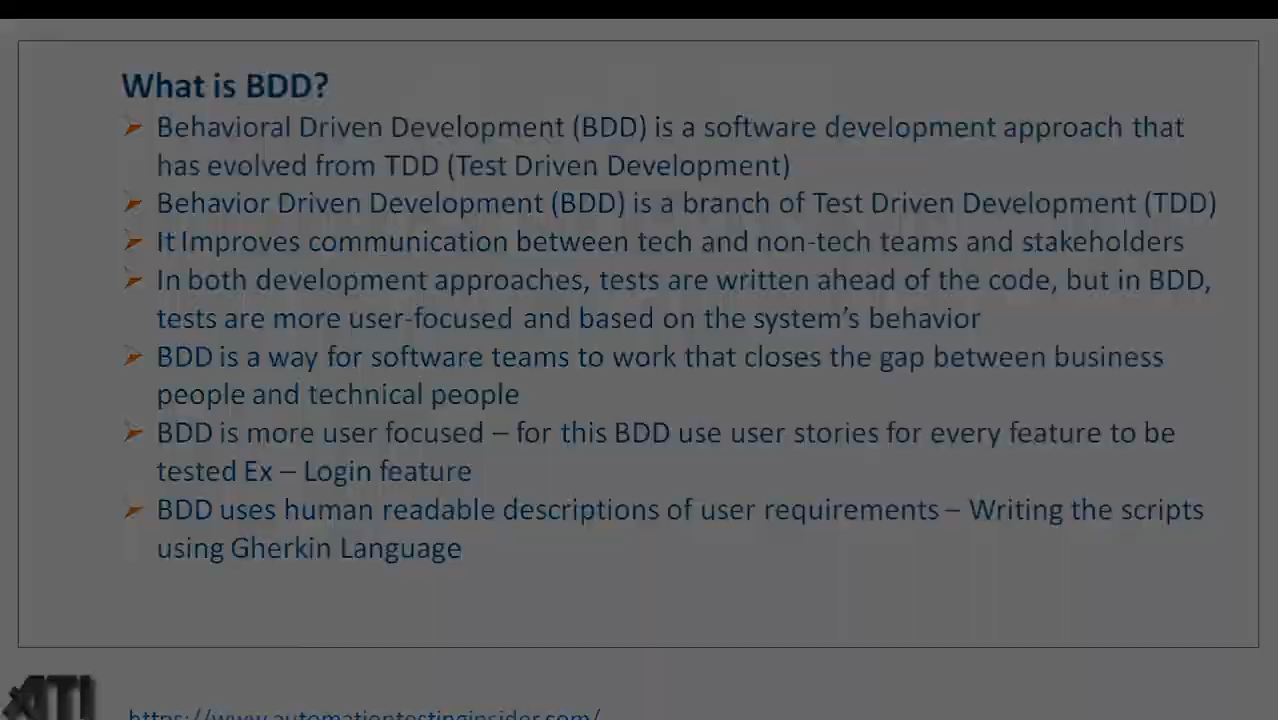 What is BDD?
Behavioral Driven Development (BDD) is a software development approach that
has evolved from TDD (Test Driven Development)
Behavior Driven Development (BDD) is a branch of Test Driven Development (TDD)
It Improves communication between tech and non-tech teams and stakeholders
In both development approaches, tests are written ahead of the code, but in BDD,
tests are more user-focused and based on the system’s behavior
BDD is a way for software teams to work that closes the gap between business
people and technical people
BDD is more user focused – for this BDD use user stories for every feature to be
tested Ex – Login feature
BDD uses human readable descriptions of user requirements – Writing the scripts
using Gherkin Language
ATI
https://www.automationtestinginsider.com/